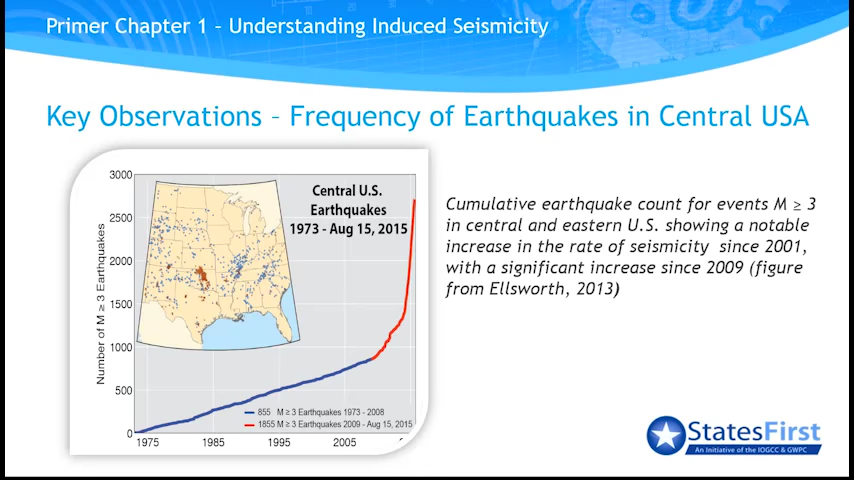 Primer Chapter 1 – Understanding Induced Seismicity
Key Observations – Frequency of Earthquakes in Central USA
Number of M ≥ 3 Earthquakes
3000
2500
2000
1500
1000
500
0
Central U.S.
Earthquakes
1973 - Aug 15, 2015
855 M ≥ 3 Earthquakes 1973 - 2008
1855 M ≥ 3 Earthquakes 2009 - Aug 15, 2015
1975 1985 1995 2005
Cumulative earthquake count for events M ≥ 3
in central and eastern U.S. showing a notable
increase in the rate of seismicity since 2001,
with a significant increase since 2009 (figure
from Ellsworth, 2013)
StatesFirst
An Initiative of the IOGCC & GWPC